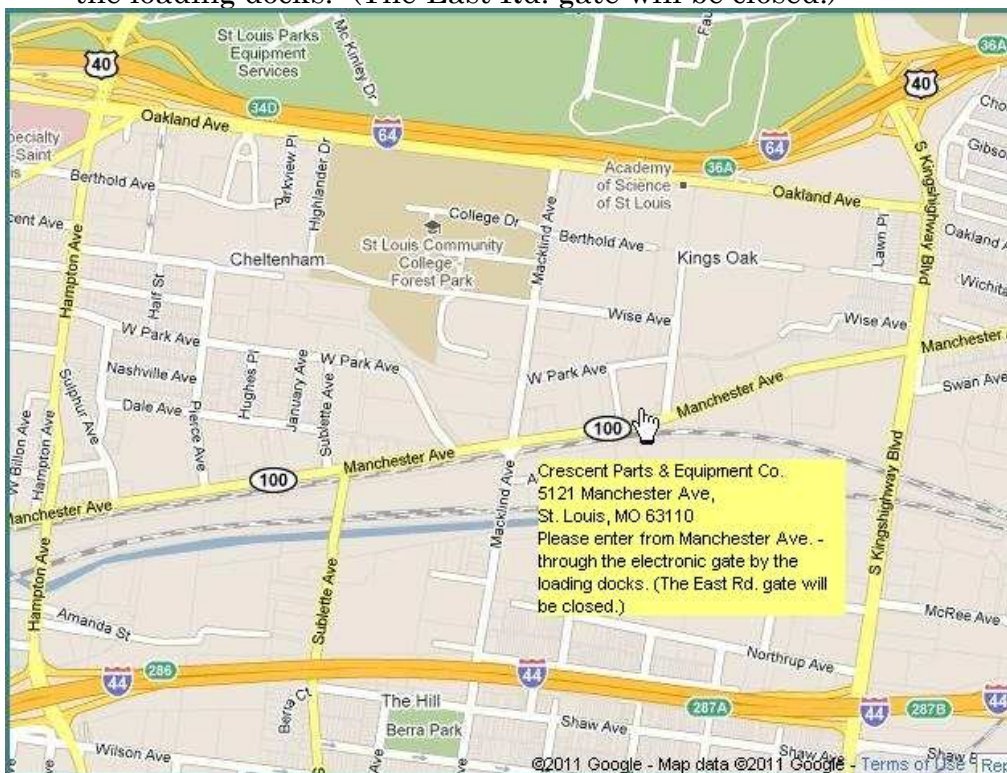 the loading docks. (The East Rd. gate will be closed.)
40
St Louis Parks
Equipment
Services
Mc Kinley Dr
36A
40
34D
Oakland Ave
64
64
36A
Academy
of Science
of St Louis
Oakland Ave
Berthold Ave
Parkview Pl
Highlander Dr
College Dr
St Louis Community
College -
Forest Park
Macklind Ave
Berthold Ave
Kings Oak
Lawn Pl
S Kingshighway Blvd
Hampton Ave
Cheltenham
Half St
Wise Ave
Wise Ave
W Park Ave
W Park Ave
W Park Ave
Manchester
Nashville Ave
Hughes Pl
January Ave
Sublette Ave
Dale Ave
Pierce Ave
Sulphur Ave
W Billon Ave
Hampton Ave
Manchester Ave
Swan Ave
100
Manchester Ave
100
Manchester Ave
Macklind Ave
S Kingshighway Blvd
Crescent Parts & Equipment Co.
5121 Manchester Ave,
St. Louis, MO 63110
Please enter from Manchester Ave. -
through the electronic gate by the
loading docks. (The East Rd. gate will
be closed.)
Hampton Ave
Sublette Ave
Amanda St
McRee Ave
Northrup Ave
286
44
44
287A
44
287B
44
Berra Ct
The Hill
Berra Park
Shaw Ave
Shaw Ave
Wilson Ave
©2011 Google - Map data ©2011 Google - Terms of Use